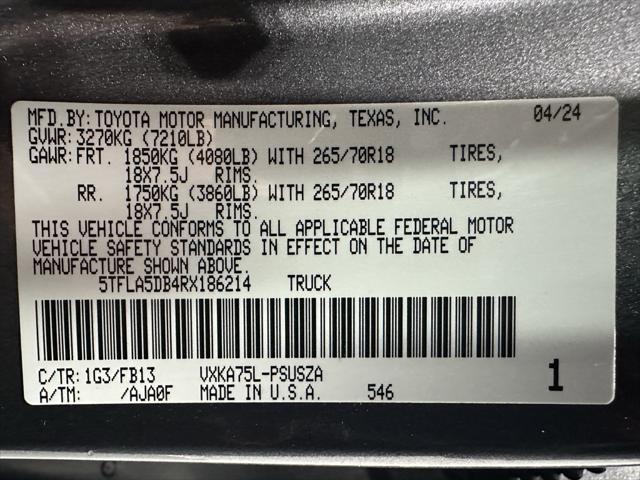 MFD.BY: TOYOTA MOTOR MANUFACTURING, TEXAS, INC. 04/24
GVWR: 3270KG (7210LB)
GAWR: FRT. 1850KG (4080LB) WITH 265/70R18 TIRES,
18X7.5J RIMS.
RR. 1750KG (3860LB) WITH 265/70R18 TIRES,
18X7.5J RIMS.
THIS VEHICLE CONFORMS TO ALL APPLICABLE FEDERAL MOTOR
VEHICLE SAFETY STANDARDS IN EFFECT ON THE DATE OF
MANUFACTURE SHOWN ABOVE.
5TFLA5DB4RX186214 TRUCK
C/TR: 1G3/FB13 VXKA75L-PSUSZA 1
A/TM: /AJA0F MADE IN U.S.A. 546